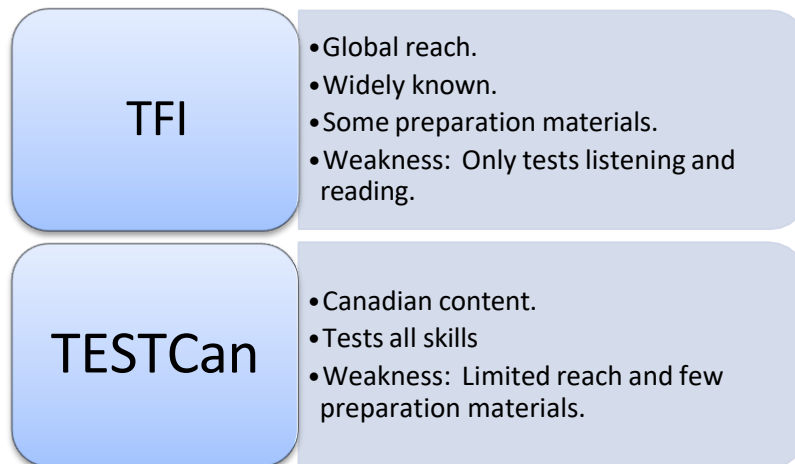 TFI
•Global reach.
•Widely known.
•Some preparation materials.
•Weakness:  Only tests listening and
reading.
TESTCan
•Canadian content.
•Tests all skills
•Weakness:  Limited reach and few
preparation materials.